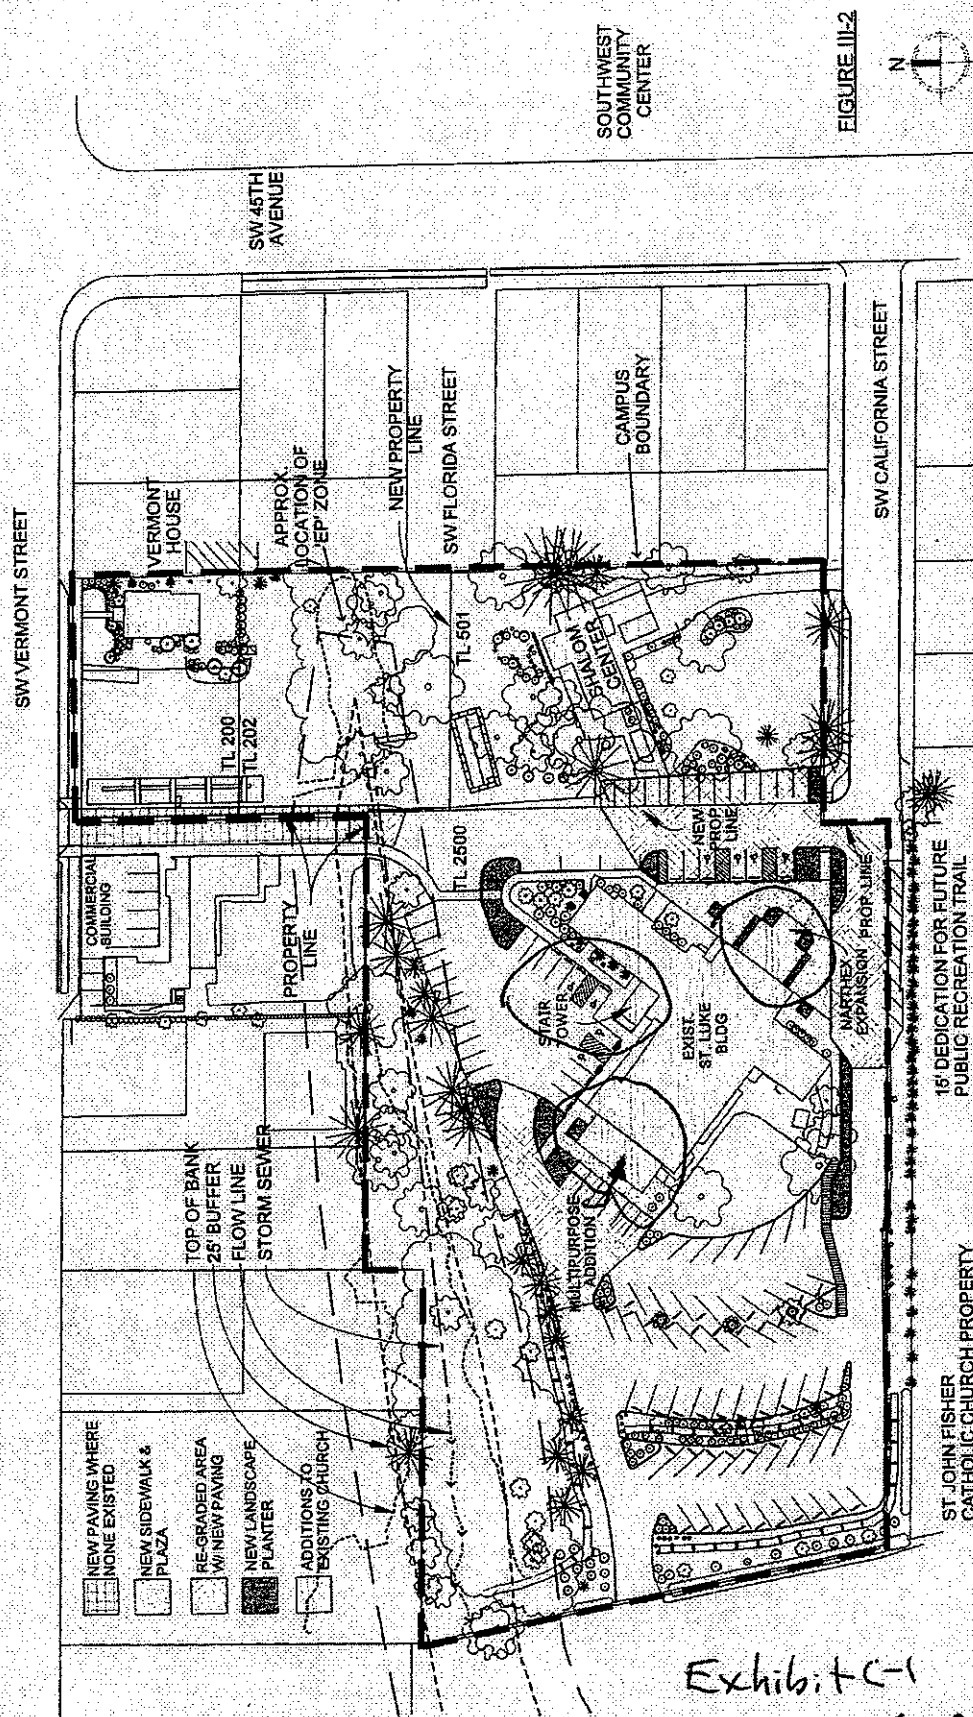 SW VERMONT STREET
SW 45TH
AVENUE
SOUTHWEST
COMMUNITY
CENTER
FIGURE III-2
N
VERMONT
HOUSE
APPROX.
LOCATION OF
'EP' ZONE
NEW PROPERTY
LINE
SW FLORIDA STREET
CAMPUS
BOUNDARY
SW CALIFORNIA STREET
TL 200
TL 202
TL 501
SHALOM
CENTER
COMMERCIAL
BUILDING
PROPERTY
LINE
TL 2500
NEW
PROP
LINE
STAIR
TOWER
EXIST.
ST. LUKE
BLDG
NARTHEX
EXPANSION
PROP LINE
MULTIPURPOSE
ADDITION
15' DEDICATION FOR FUTURE
PUBLIC RECREATION TRAIL
TOP OF BANK
25' BUFFER
FLOW LINE
STORM SEWER
NEW PAVING WHERE
NONE EXISTED
NEW SIDEWALK &
PLAZA
RE-GRADED AREA
W/ NEW PAVING
NEW LANDSCAPE
PLANTER
ADDITIONS TO
EXISTING CHURCH
ST JOHN FISHER
CATHOLIC CHURCH PROPERTY
Exhibit C-1